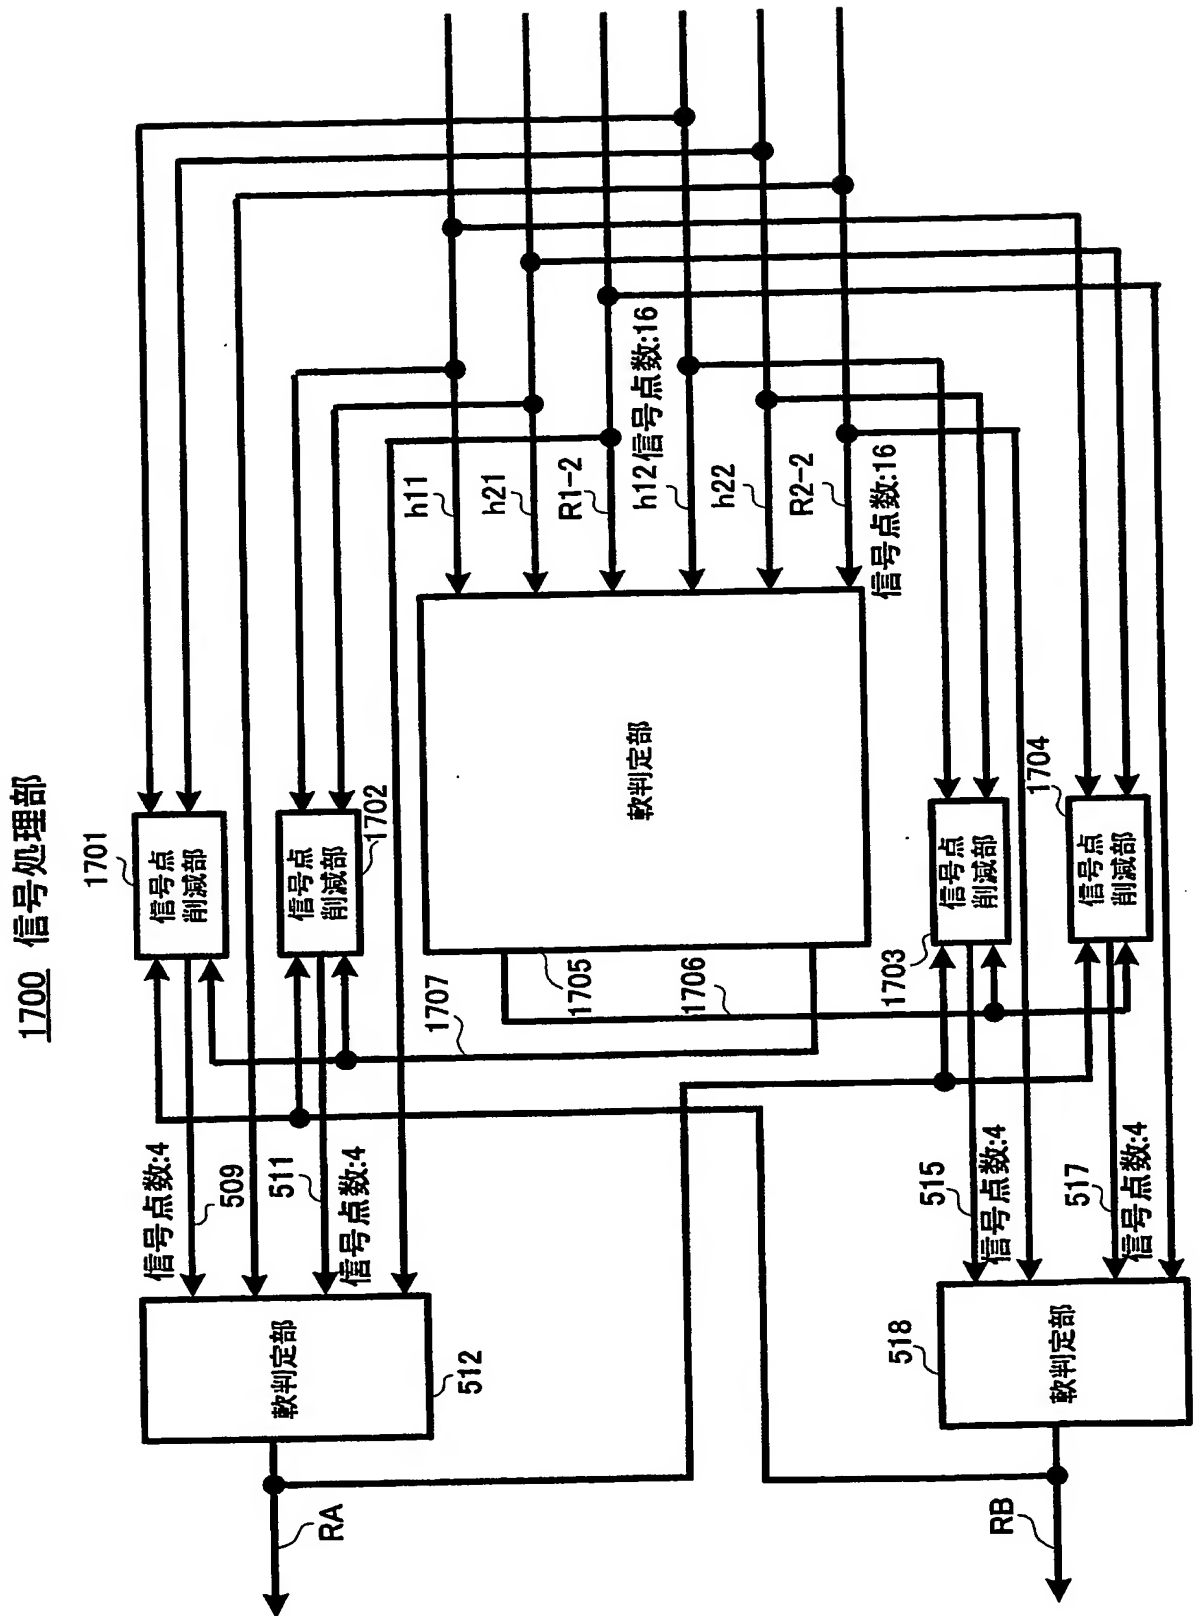 1700 信号処理部
h11
h21
R1-2
h12 信号点数:16
h22
R2-2
信号点数:16
1701
信号点
削減部
信号点
削減部
1702
軟判定部
1703
信号点
削減部
1704
信号点
削減部
1705
1706
1707
信号点数:4
509
511
信号点数:4
515
信号点数:4
517
信号点数:4
軟判定部
512
518
軟判定部
RA
RB